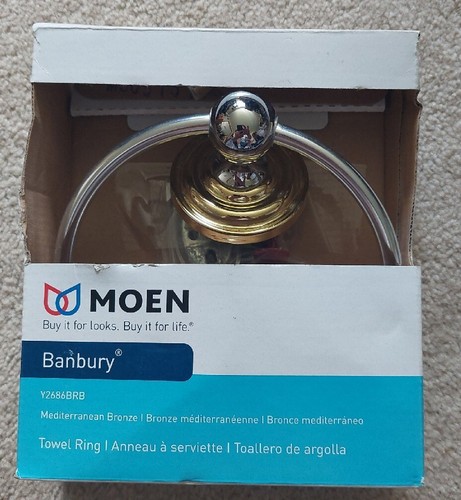 MOEN
Buy it for looks. Buy it for life.®
Banbury®
Y2686BRB
Mediterranean Bronze | Bronze méditerranéenne | Bronce mediterráneo
Towel Ring | Anneau à serviette | Toallero de argolla